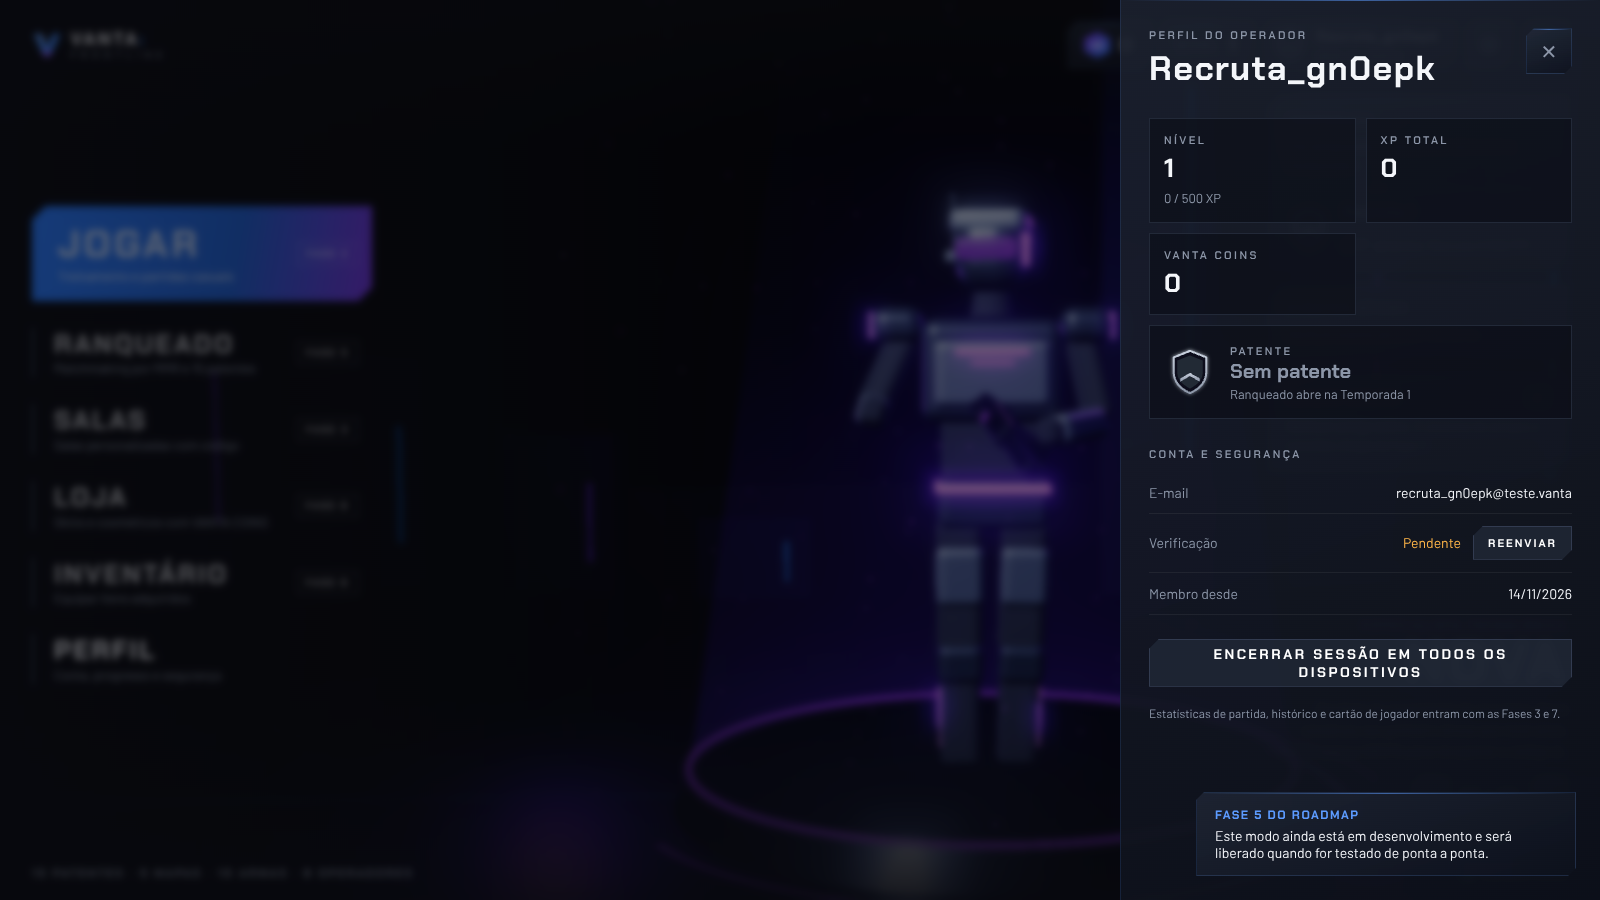 VANTA
JOGAR
RANQUEADO
SALAS
LOJA
INVENTÁRIO
PERFIL
PERFIL DO OPERADOR
Recruta_gn0epk
NÍVEL
1
0 / 500 XP
XP TOTAL
0
VANTA COINS
0
PATENTE
Sem patente
Ranqueado abre na Temporada 1
CONTA E SEGURANÇA
E-mail
recruta_gn0epk@teste.vanta
Verificação
Pendente
REENVIAR
Membro desde
14/11/2026
ENCERRAR SESSÃO EM TODOS OS
DISPOSITIVOS
Estatísticas de partida, histórico e cartão de jogador entram com as Fases 3 e 7.
FASE 5 DO ROADMAP
Este modo ainda está em desenvolvimento e será
liberado quando for testado de ponta a ponta.